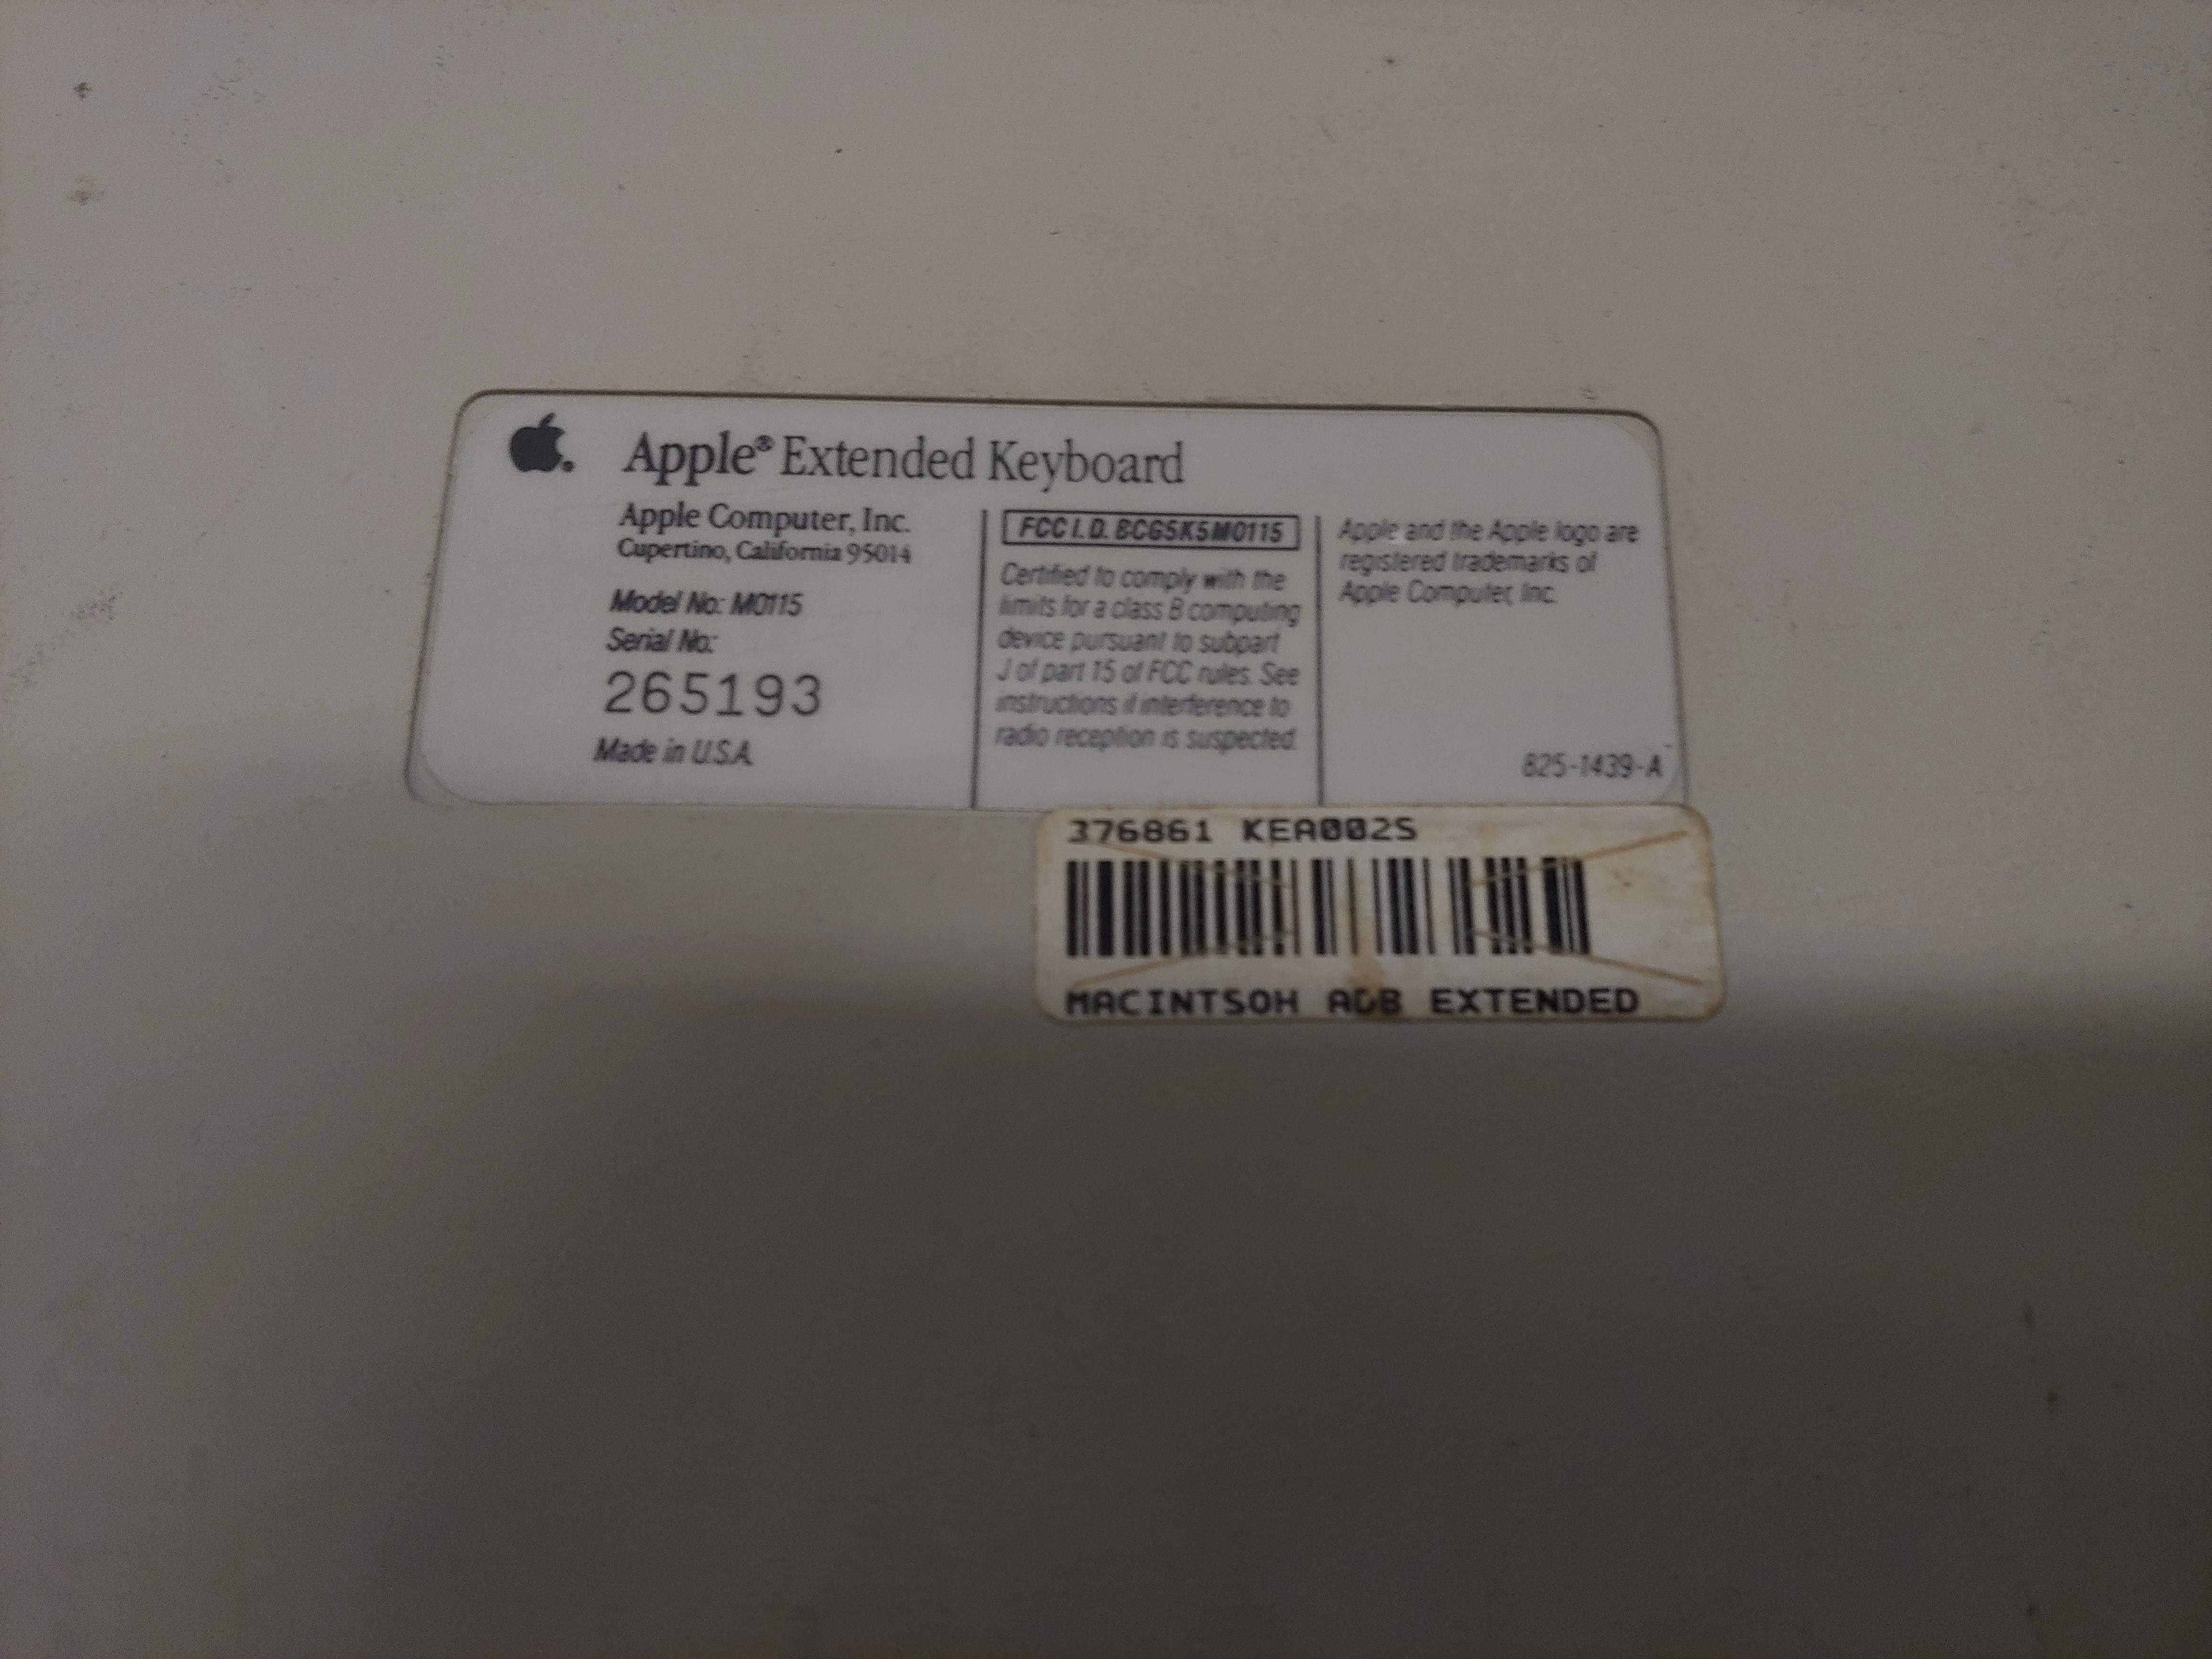 Apple® Extended Keyboard
Apple Computer, Inc.
Cupertino, California 95014
Model No.: M0115
Serial No.:
265193
Made in U.S.A.
FCC I.D. BCG5K5M0115
Certified to comply with the
limits for a class B computing
device pursuant to subpart
J of part 15 of FCC rules. See
instructions if interference to
radio reception is suspected.
Apple and the Apple logo are
registered trademarks of
Apple Computer, Inc.
825-1439-A
376861 KEA002S
MACINTSOH ADB EXTENDED